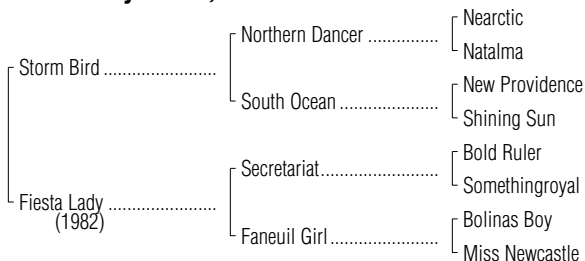 Nearctic
Northern Dancer ...............
Natalma
Storm Bird ........................
New Providence
South Ocean .....................
Shining Sun
Bold Ruler
Secretariat.........................
Somethingroyal
Fiesta Lady .......................
(1982)
Bolinas Boy
Faneuil Girl .......................
Miss Newcastle